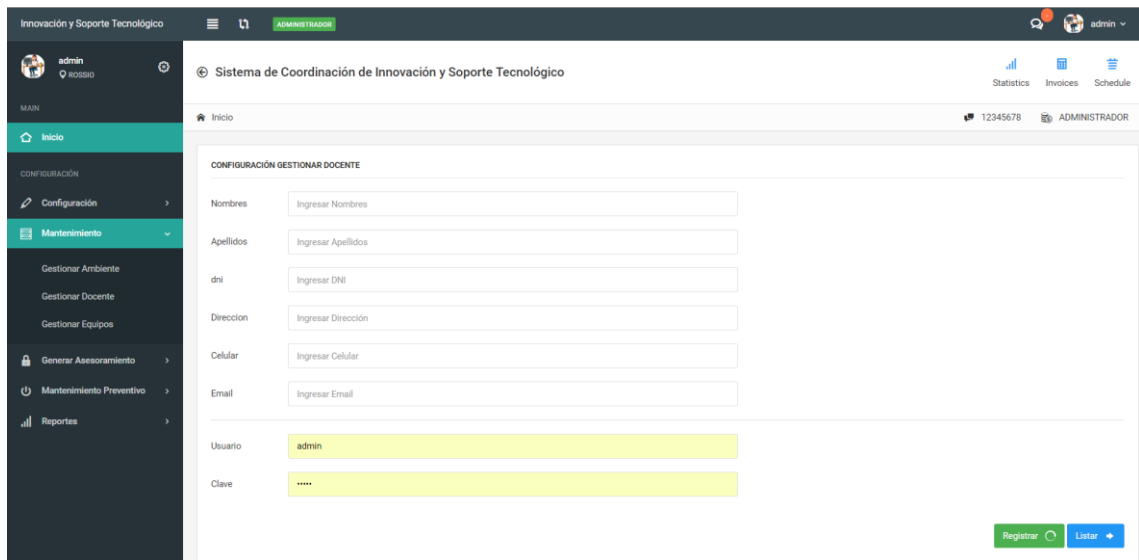 Innovación y Soporte Tecnológico
ADMINISTRADOR
admin
admin
ROSSIO
Sistema de Coordinación de Innovación y Soporte Tecnológico
Statistics
Invoices
Schedule
MAIN
Inicio
12345678
ADMINISTRADOR
Inicio
CONFIGURACIÓN
Configuración
Mantenimiento
Gestionar Ambiente
Gestionar Docente
Gestionar Equipos
Generar Asesoramiento
Mantenimiento Preventivo
Reportes
CONFIGURACIÓN GESTIONAR DOCENTE
Nombres
Ingresar Nombres
Apellidos
Ingresar Apellidos
dni
Ingresar DNI
Direccion
Ingresar Dirección
Celular
Ingresar Celular
Email
Ingresar Email
Usuario
admin
Clave
•••••
Registrar
Listar